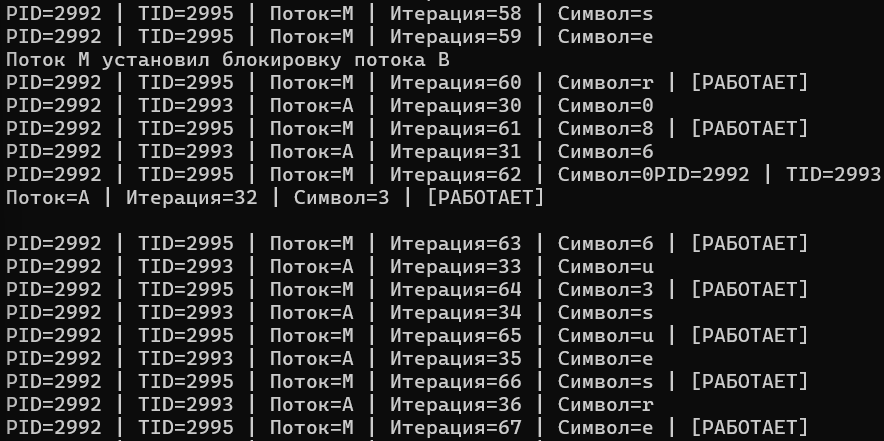 PID=2992 | TID=2995 | Поток=M | Итерация=58 | Символ=s
PID=2992 | TID=2995 | Поток=M | Итерация=59 | Символ=e
Поток M установил блокировку потока B
PID=2992 | TID=2995 | Поток=M | Итерация=60 | Символ=r | [РАБОТАЕТ]
PID=2992 | TID=2993 | Поток=A | Итерация=30 | Символ=0
PID=2992 | TID=2995 | Поток=M | Итерация=61 | Символ=8 | [РАБОТАЕТ]
PID=2992 | TID=2993 | Поток=A | Итерация=31 | Символ=6
PID=2992 | TID=2995 | Поток=M | Итерация=62 | Символ=0PID=2992 | TID=2993
Поток=A | Итерация=32 | Символ=3 | [РАБОТАЕТ]
PID=2992 | TID=2995 | Поток=M | Итерация=63 | Символ=6 | [РАБОТАЕТ]
PID=2992 | TID=2993 | Поток=A | Итерация=33 | Символ=u
PID=2992 | TID=2995 | Поток=M | Итерация=64 | Символ=3 | [РАБОТАЕТ]
PID=2992 | TID=2993 | Поток=A | Итерация=34 | Символ=s
PID=2992 | TID=2995 | Поток=M | Итерация=65 | Символ=u | [РАБОТАЕТ]
PID=2992 | TID=2993 | Поток=A | Итерация=35 | Символ=e
PID=2992 | TID=2995 | Поток=M | Итерация=66 | Символ=s | [РАБОТАЕТ]
PID=2992 | TID=2993 | Поток=A | Итерация=36 | Символ=r
PID=2992 | TID=2995 | Поток=M | Итерация=67 | Символ=e | [РАБОТАЕТ]